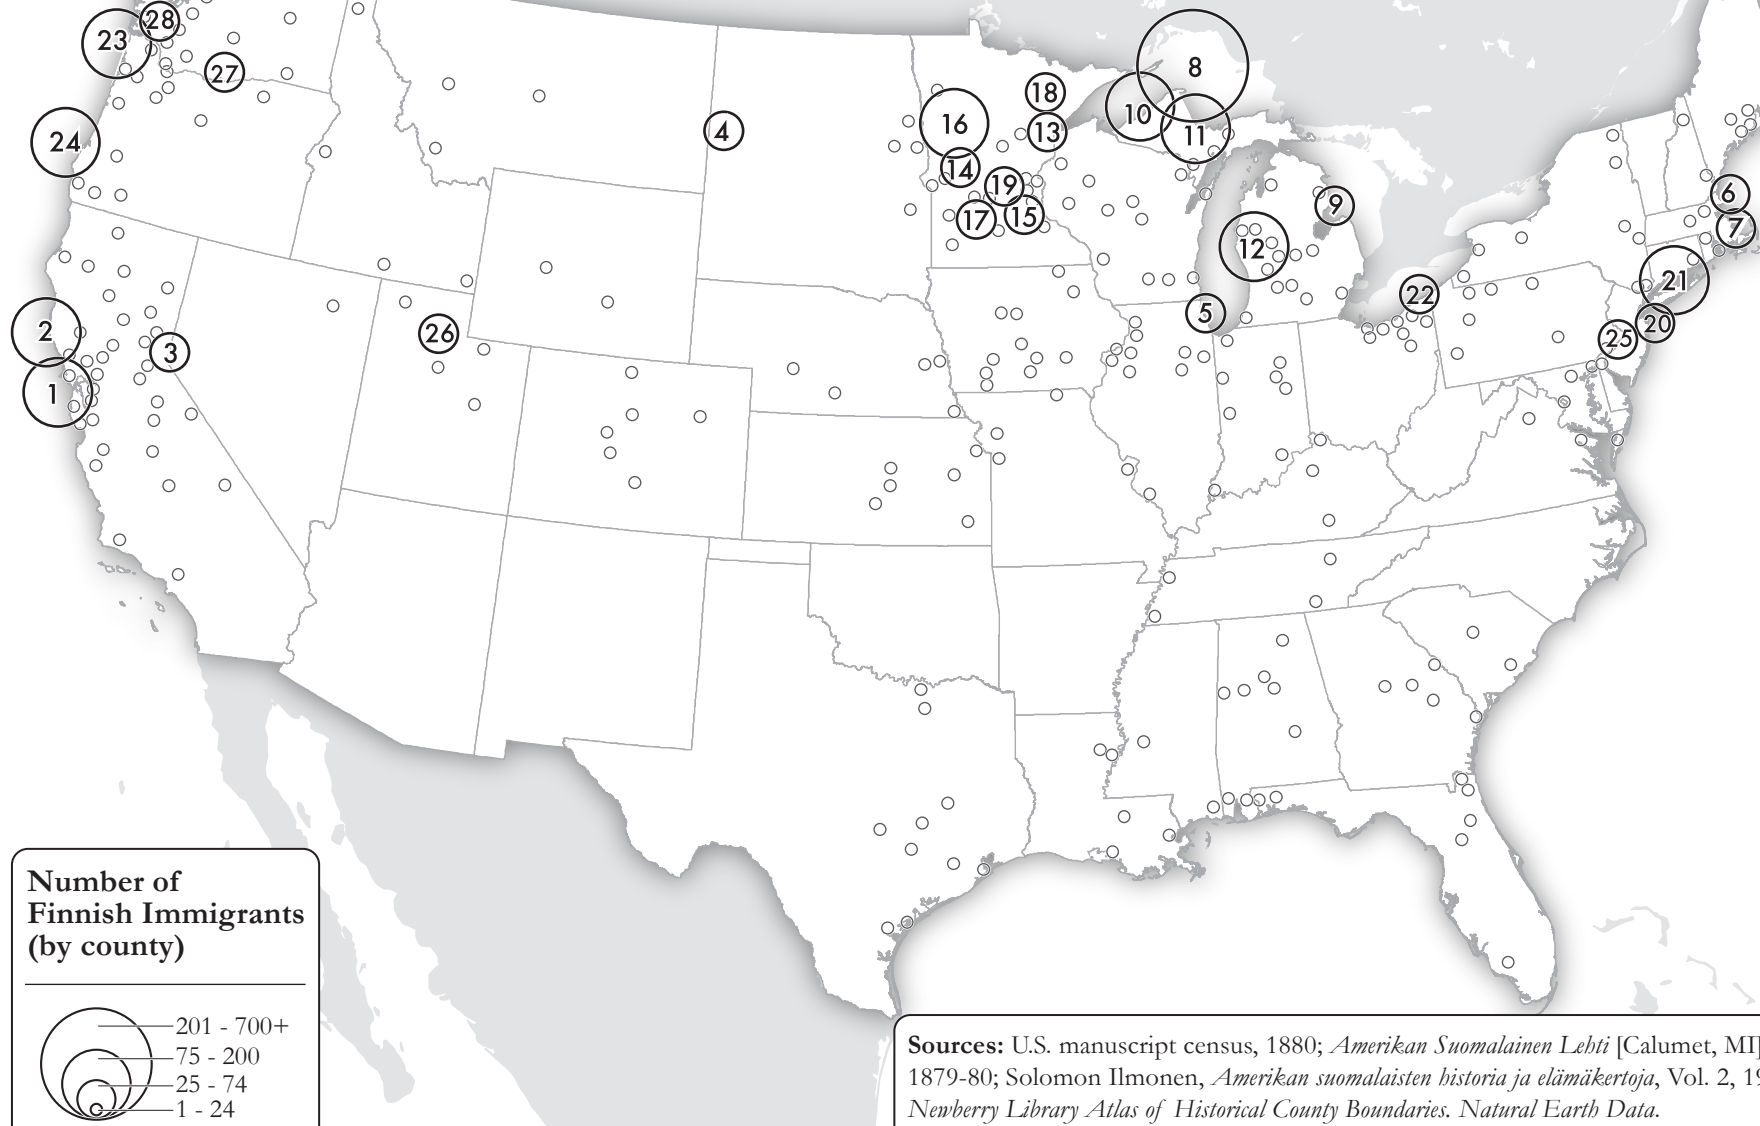 28
23
27
24
4
18
8
10
13
11
16
14
19
17
15
9
12
6
7
2
26
3
1
5
22
21
20
25
Number of
Finnish Immigrants
(by county)
201 - 700+
75 - 200
25 - 74
1 - 24
Sources: U.S. manuscript census, 1880; Amerikan Suomalainen Lehti [Calumet, MI]
1879-80; Solomon Ilmonen, Amerikan suomalaisten historia ja elämäkertoja, Vol. 2, 19
Newberry Library Atlas of Historical County Boundaries. Natural Earth Data.